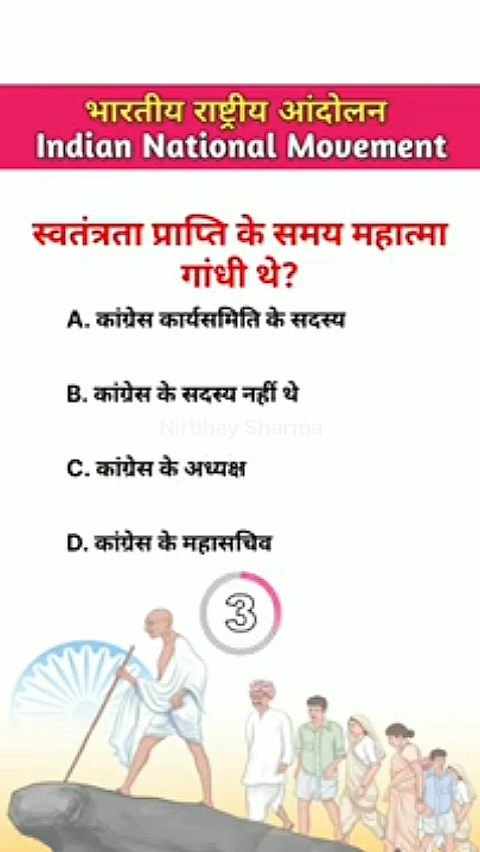 भारतीय राष्ट्रीय आंदोलन
Indian National Movement
स्वतंत्रता प्राप्ति के समय महात्मा
गांधी थे?
A. कांग्रेस कार्यसमिति के सदस्य
B. कांग्रेस के सदस्य नहीं थे
Nirbhay Sharma
C. कांग्रेस के अध्यक्ष
D. कांग्रेस के महासचिव
3